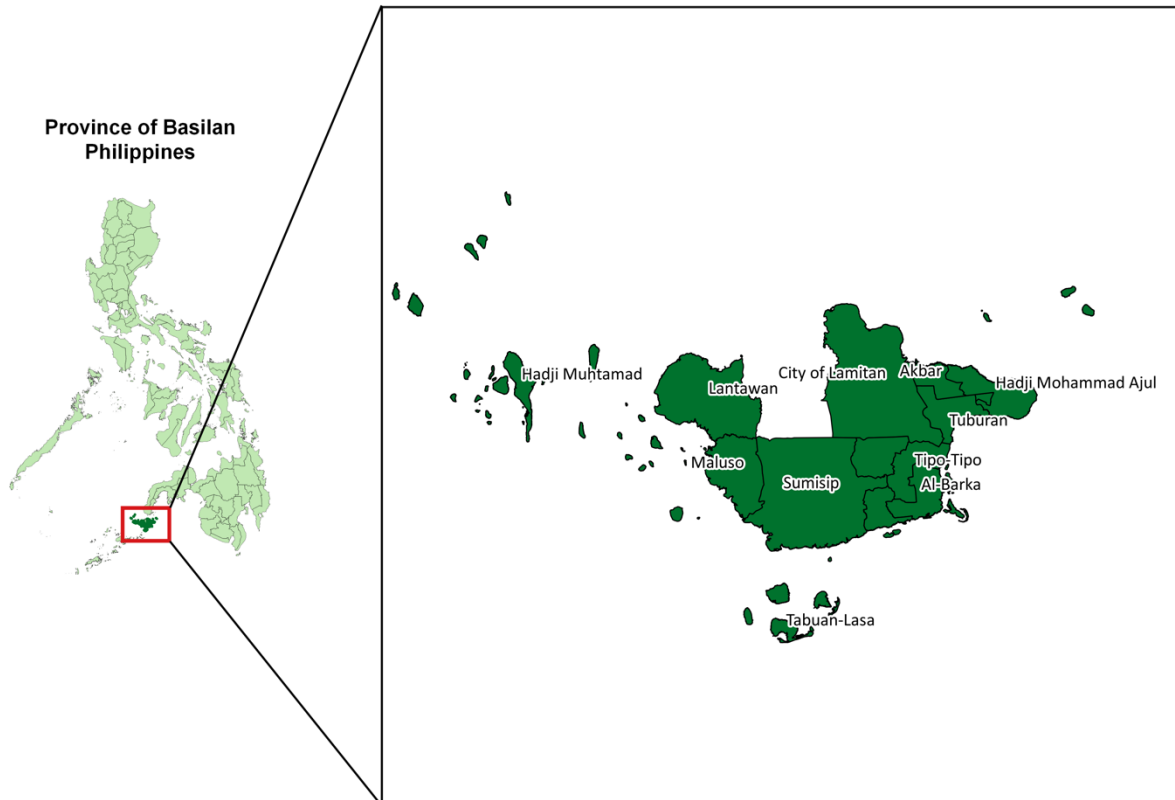 Province of Basilan
Philippines
Hadji Muhtamad
Lantawan
City of Lamitan
Akbar
Hadji Mohammad Ajul
Tuburan
Maluso
Sumisip
Tipo-Tipo
Al-Barka
Tabuan-Lasa